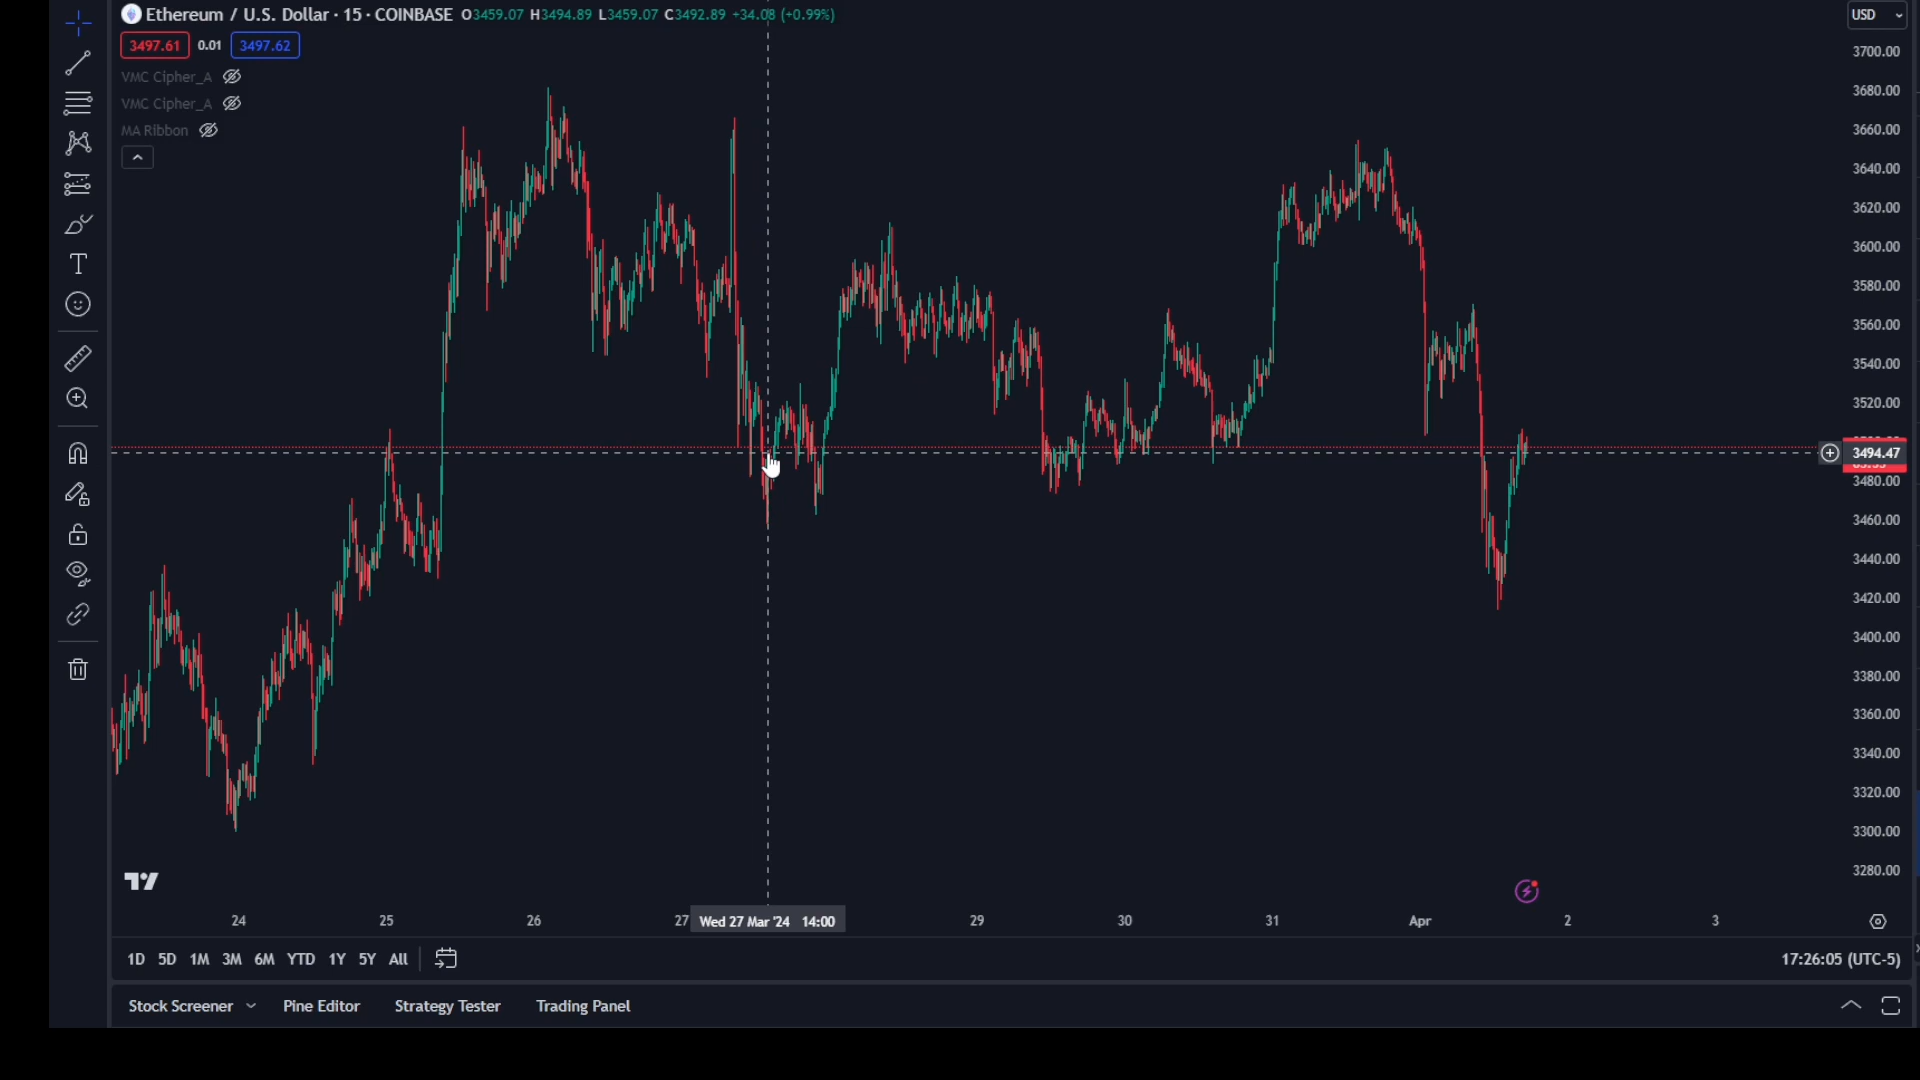 Ethereum / U.S. Dollar · 15 · COINBASE O3459.07 H3494.89 L3459.07 C3492.89 +34.08 (+0.99%)
USD
3497.61 0.01 3497.62
VMC Cipher_A
VMC Cipher_A
MA Ribbon
3700.00
3680.00
3660.00
3640.00
3620.00
3600.00
3580.00
3560.00
3540.00
3520.00
3494.47
3480.00
3460.00
3440.00
3420.00
3400.00
3380.00
3360.00
3340.00
3320.00
3300.00
3280.00
24 25 26 27 Wed 27 Mar '24 14:00 29 30 31 Apr 2 3
1D 5D 1M 3M 6M YTD 1Y 5Y All 17:26:05 (UTC-5)
Stock Screener Pine Editor Strategy Tester Trading Panel